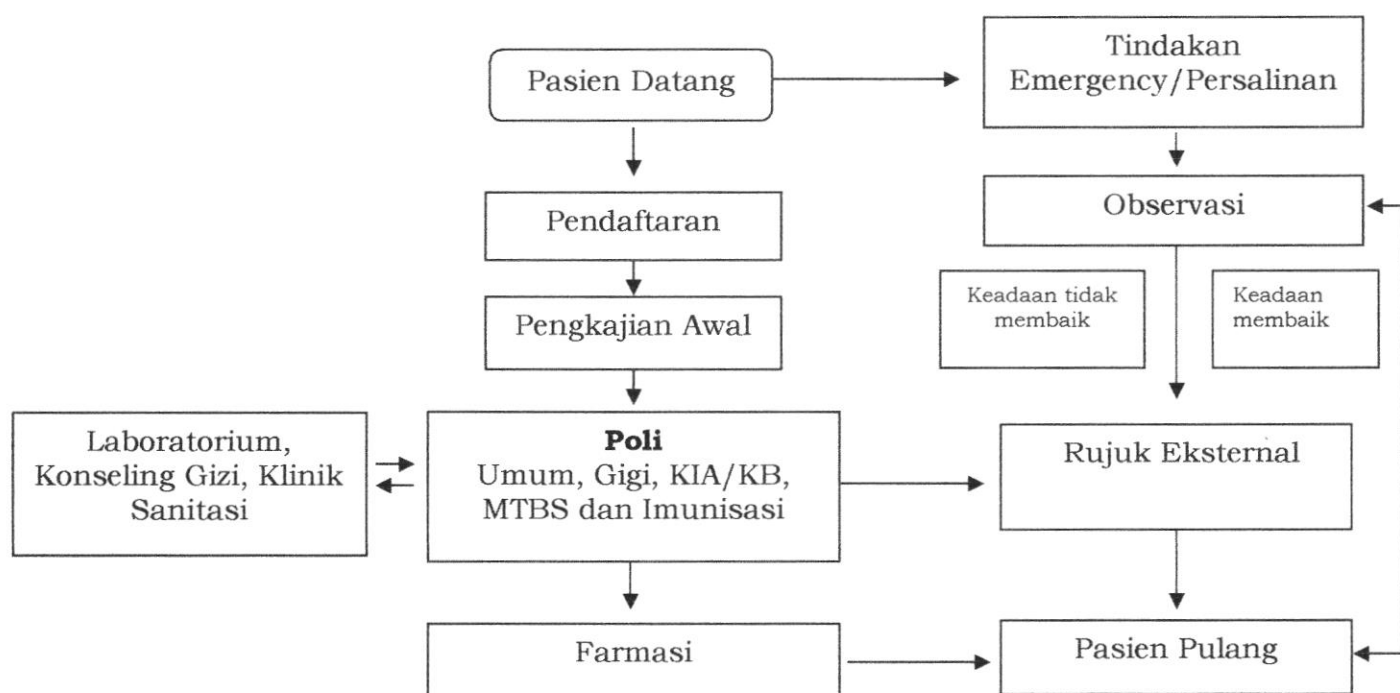 Pasien Datang
Tindakan
Emergency/Persalinan
Pendaftaran
Observasi
Pengkajian Awal
Keadaan tidak
membaik
Keadaan
membaik
Laboratorium,
Konseling Gizi, Klinik
Sanitasi
Poli
Umum, Gigi, KIA/KB,
MTBS dan Imunisasi
Rujuk Eksternal
Farmasi
Pasien Pulang